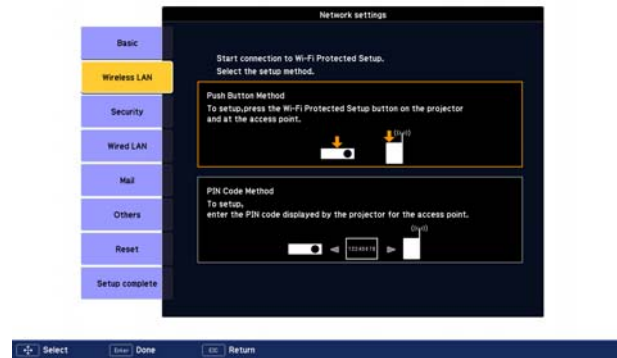 Network settings
Basic
Wireless LAN
Security
Wired LAN
Mail
Others
Reset
Setup complete
Start connection to Wi-Fi Protected Setup.
Select the setup method.
Push Button Method
To setup,press the Wi-Fi Protected Setup button on the projector
and at the access point.
PIN Code Method
To setup,
enter the PIN code displayed by the projector for the access point.
Select
Enter Done
Esc Return